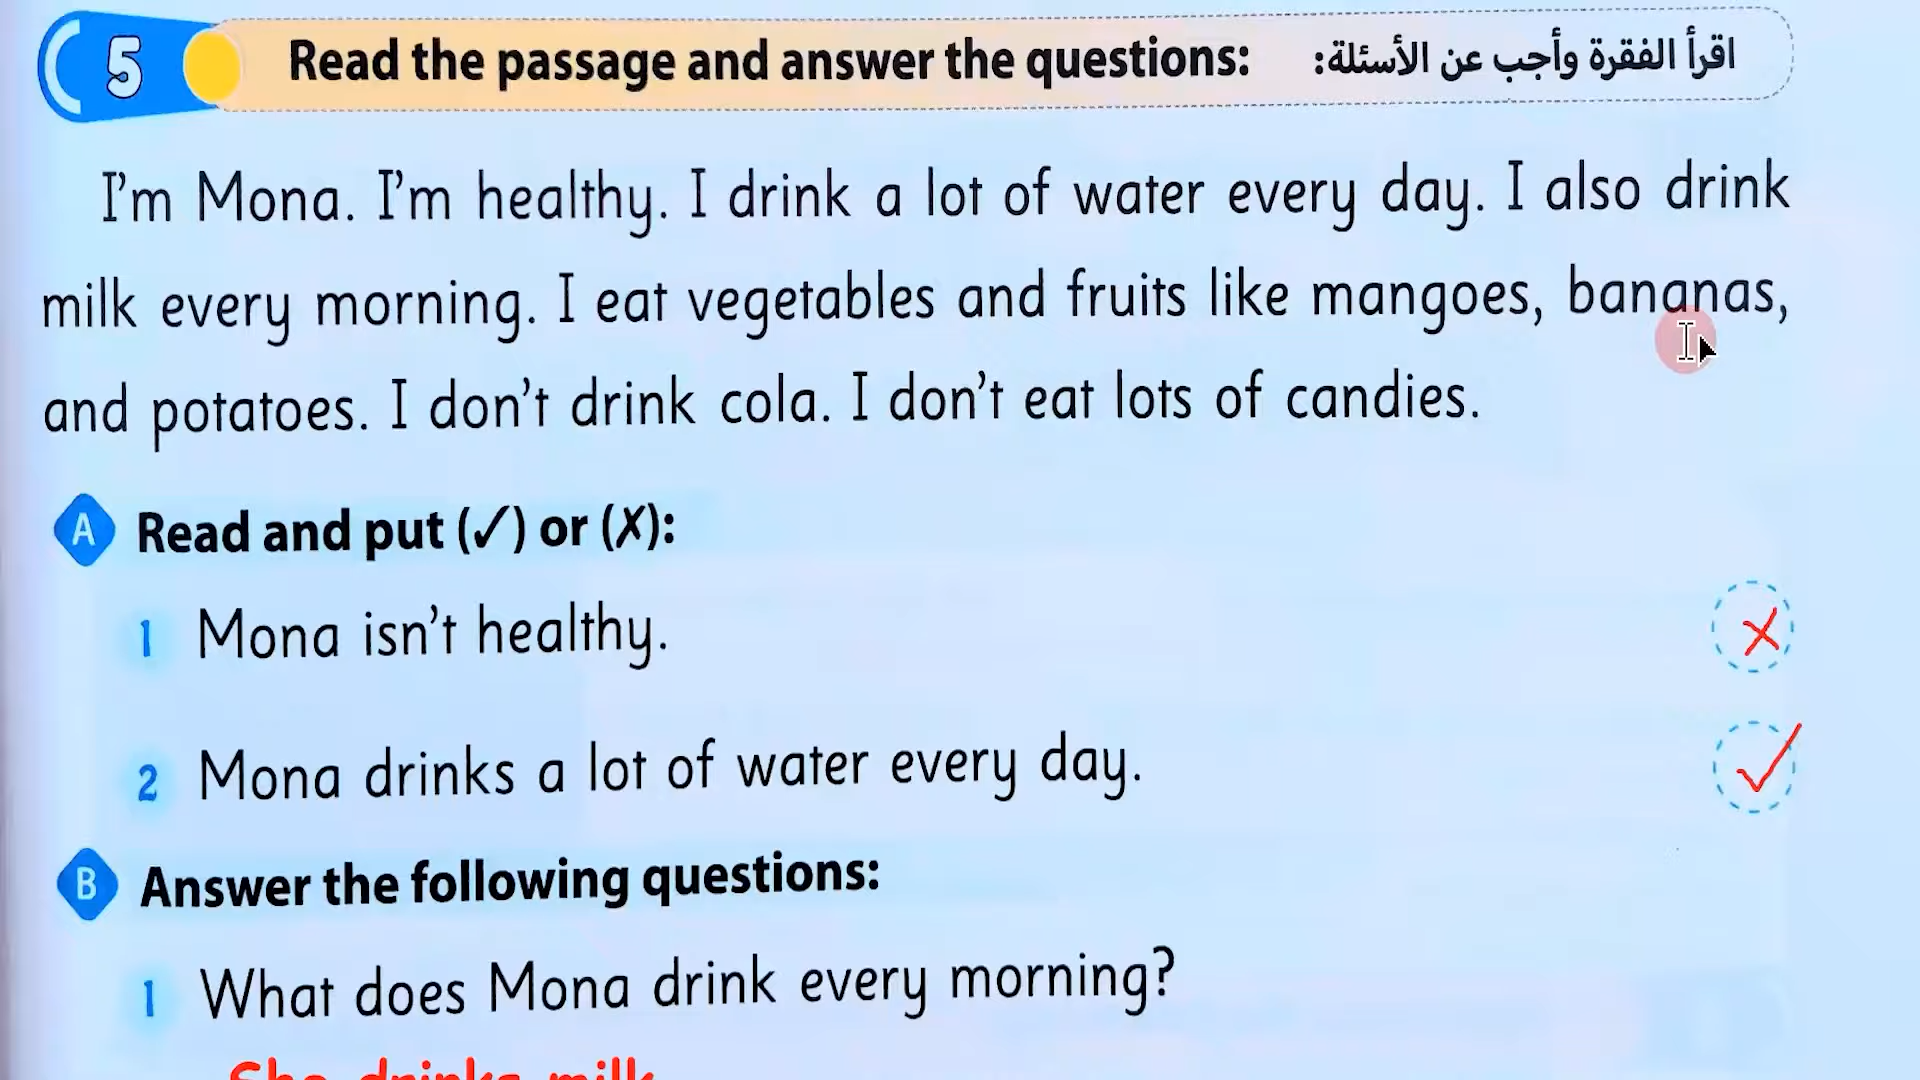 5 Read the passage and answer the questions: اقرأ الفقرة وأجب عن الأسئلة:
I'm Mona. I'm healthy. I drink a lot of water every day. I also drink
milk every morning. I eat vegetables and fruits like mangoes, bananas,
and potatoes. I don't drink cola. I don't eat lots of candies.
A Read and put (✓) or (✗):
1 Mona isn't healthy. ✗
2 Mona drinks a lot of water every day. ✓
B Answer the following questions:
1 What does Mona drink every morning?
She drinks milk